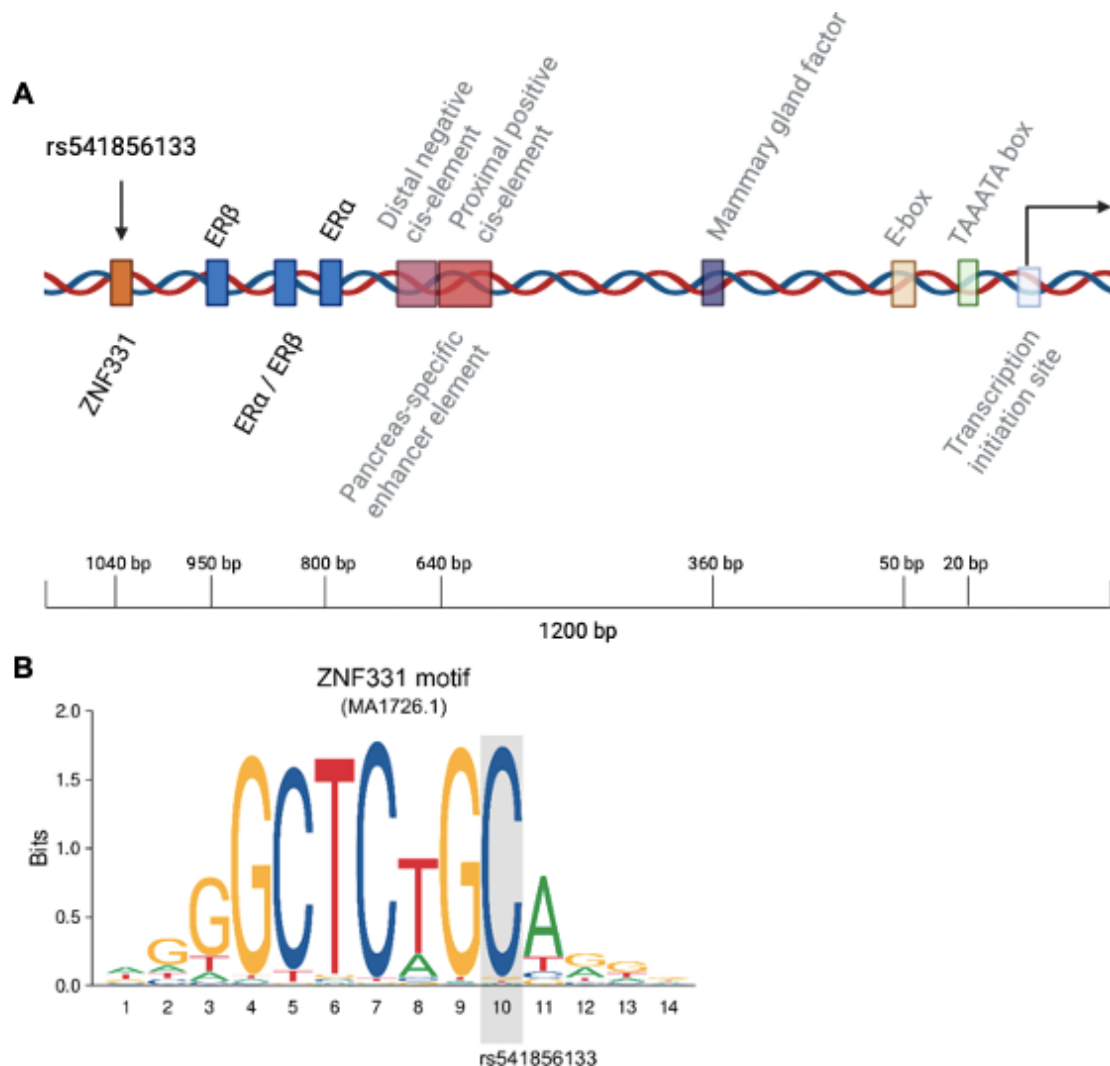 A
rs541856133
ERβ
ERα
Distal negative
cis-element
Proximal positive
cis-element
Mammary gland factor
E-box
TAAATA box
ZNF331
ERα / ERβ
Pancreas-specific
enhancer element
Transcription
initiation site
1040 bp
950 bp
800 bp
640 bp
360 bp
50 bp
20 bp
1200 bp
B
ZNF331 motif
(MA1726.1)
2.0
1.5
1.0
0.5
0.0
Bits
G G G C T C T G C A G G
1 2 3 4 5 6 7 8 9 10 11 12 13 14
rs541856133